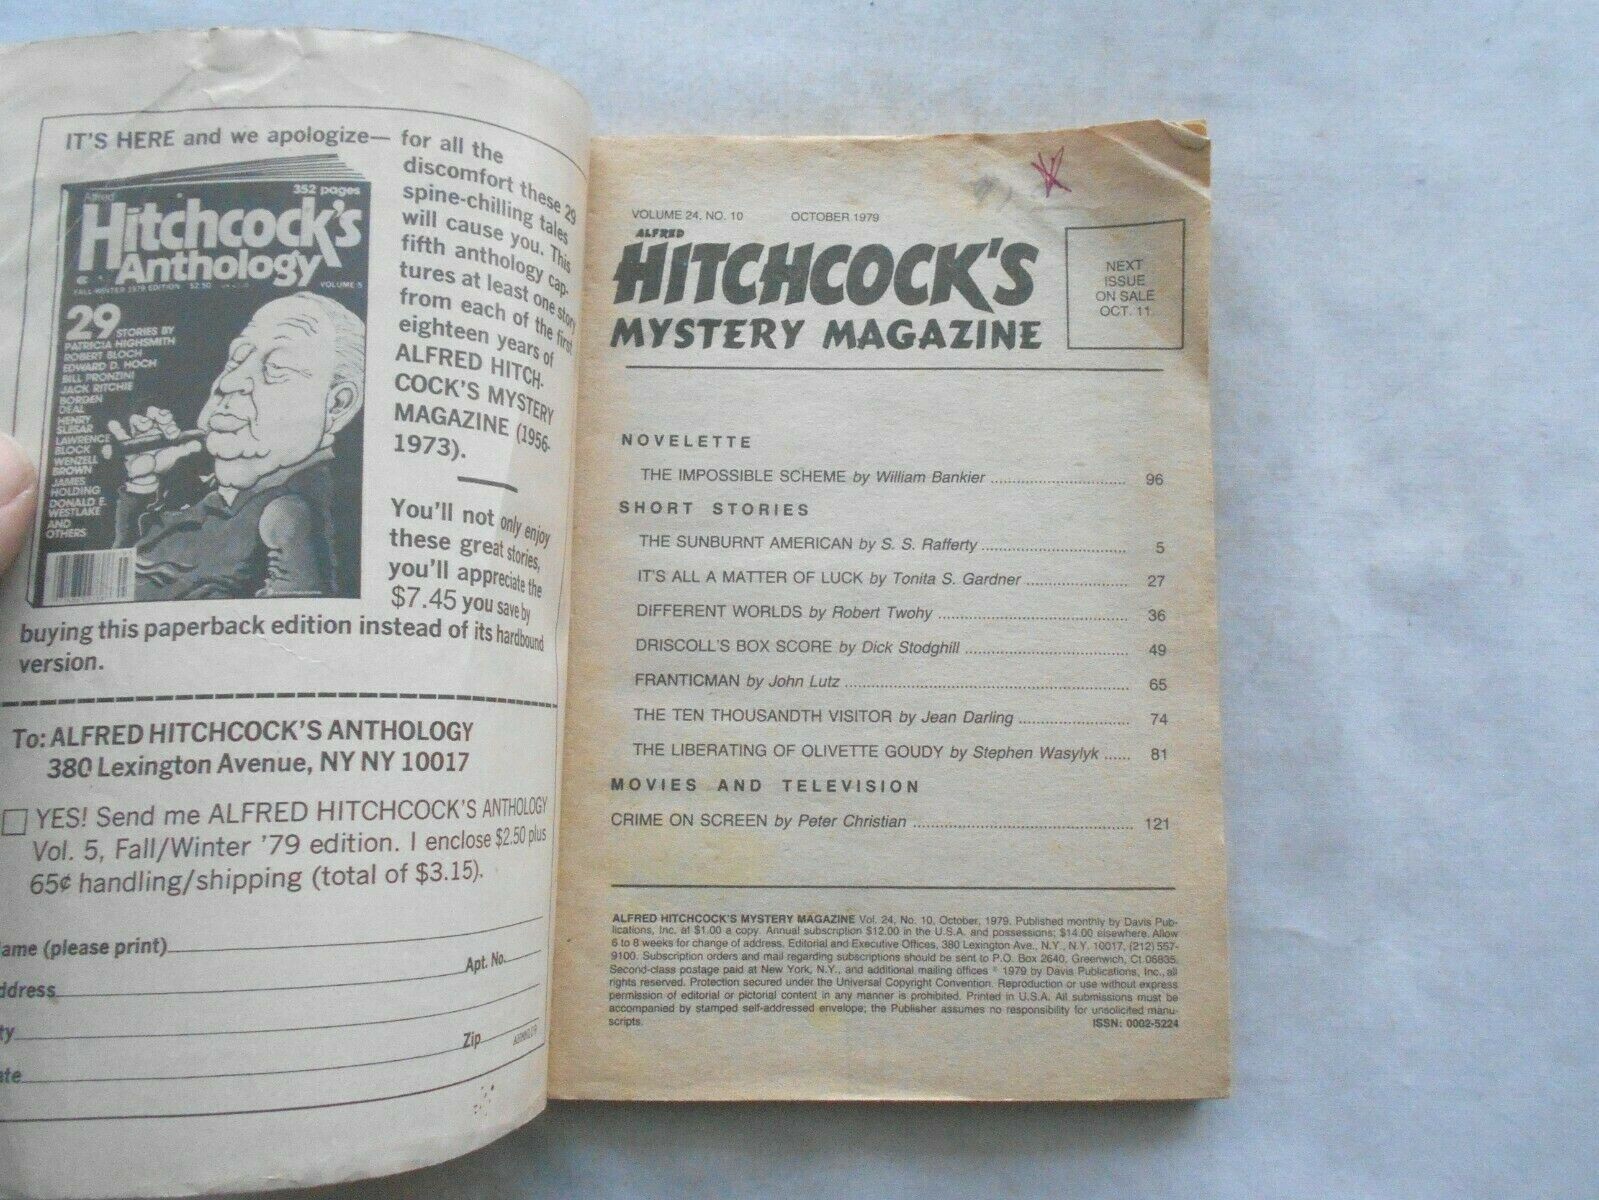 IT'S HERE and we apologize— for all the
discomfort these 29
spine-chilling tales
will cause you. This
fifth anthology cap-
tures at least one story
from each of the first
eighteen years of
ALFRED HITCH-
COCK'S MYSTERY
MAGAZINE (1956-
1973).
You'll not only enjoy
these great stories,
you'll appreciate the
$7.45 you save by
buying this paperback edition instead of its hardbound
version.
352 pages
Alfred
Hitchcock's
Anthology
VOLUME 5
FALL-WINTER 1979 EDITION $2.50
29 STORIES BY
PATRICIA HIGHSMITH
ROBERT BLOCH
EDWARD D. HOCH
BILL PRONZINI
JACK RITCHIE
BORDEN
DEAL
HENRY
SLESAR
LAWRENCE
BLOCK
WENZELL
BROWN
JAMES
HOLDING
DONALD E.
WESTLAKE
AND
OTHERS
To: ALFRED HITCHCOCK'S ANTHOLOGY
380 Lexington Avenue, NY NY 10017
YES! Send me ALFRED HITCHCOCK'S ANTHOLOGY
Vol. 5, Fall/Winter '79 edition. I enclose $2.50 plus
65¢ handling/shipping (total of $3.15).
ame (please print)
Apt. No.
ddress
ty
Zip
ate
VOLUME 24, NO. 10 OCTOBER 1979
ALFRED
HITCHCOCK'S
MYSTERY MAGAZINE
NEXT
ISSUE
ON SALE
OCT. 11
NOVELETTE
THE IMPOSSIBLE SCHEME by William Bankier 96
SHORT STORIES
THE SUNBURNT AMERICAN by S. S. Rafferty 5
IT'S ALL A MATTER OF LUCK by Tonita S. Gardner 27
DIFFERENT WORLDS by Robert Twohy 36
DRISCOLL'S BOX SCORE by Dick Stodghill 49
FRANTICMAN by John Lutz 65
THE TEN THOUSANDTH VISITOR by Jean Darling 74
THE LIBERATING OF OLIVETTE GOUDY by Stephen Wasylyk 81
MOVIES AND TELEVISION
CRIME ON SCREEN by Peter Christian 121
ALFRED HITCHCOCK'S MYSTERY MAGAZINE Vol. 24, No. 10, October, 1979. Published monthly by Davis Pub-
lications, Inc. at $1.00 a copy. Annual subscription $12.00 in the U.S.A. and possessions; $14.00 elsewhere. Allow
6 to 8 weeks for change of address. Editorial and Executive Offices, 380 Lexington Ave., N.Y., N.Y. 10017, (212) 557-
9100. Subscription orders and mail regarding subscriptions should be sent to P.O. Box 2640, Greenwich, Ct 06835.
Second-class postage paid at New York, N.Y., and additional mailing offices © 1979 by Davis Publications, Inc., all
rights reserved. Protection secured under the Universal Copyright Convention. Reproduction or use without express
permission of editorial or pictorial content in any manner is prohibited. Printed in U.S.A. All submissions must be
accompanied by stamped self-addressed envelope; the Publisher assumes no responsibility for unsolicited manu-
scripts.
ISSN: 0002-5224